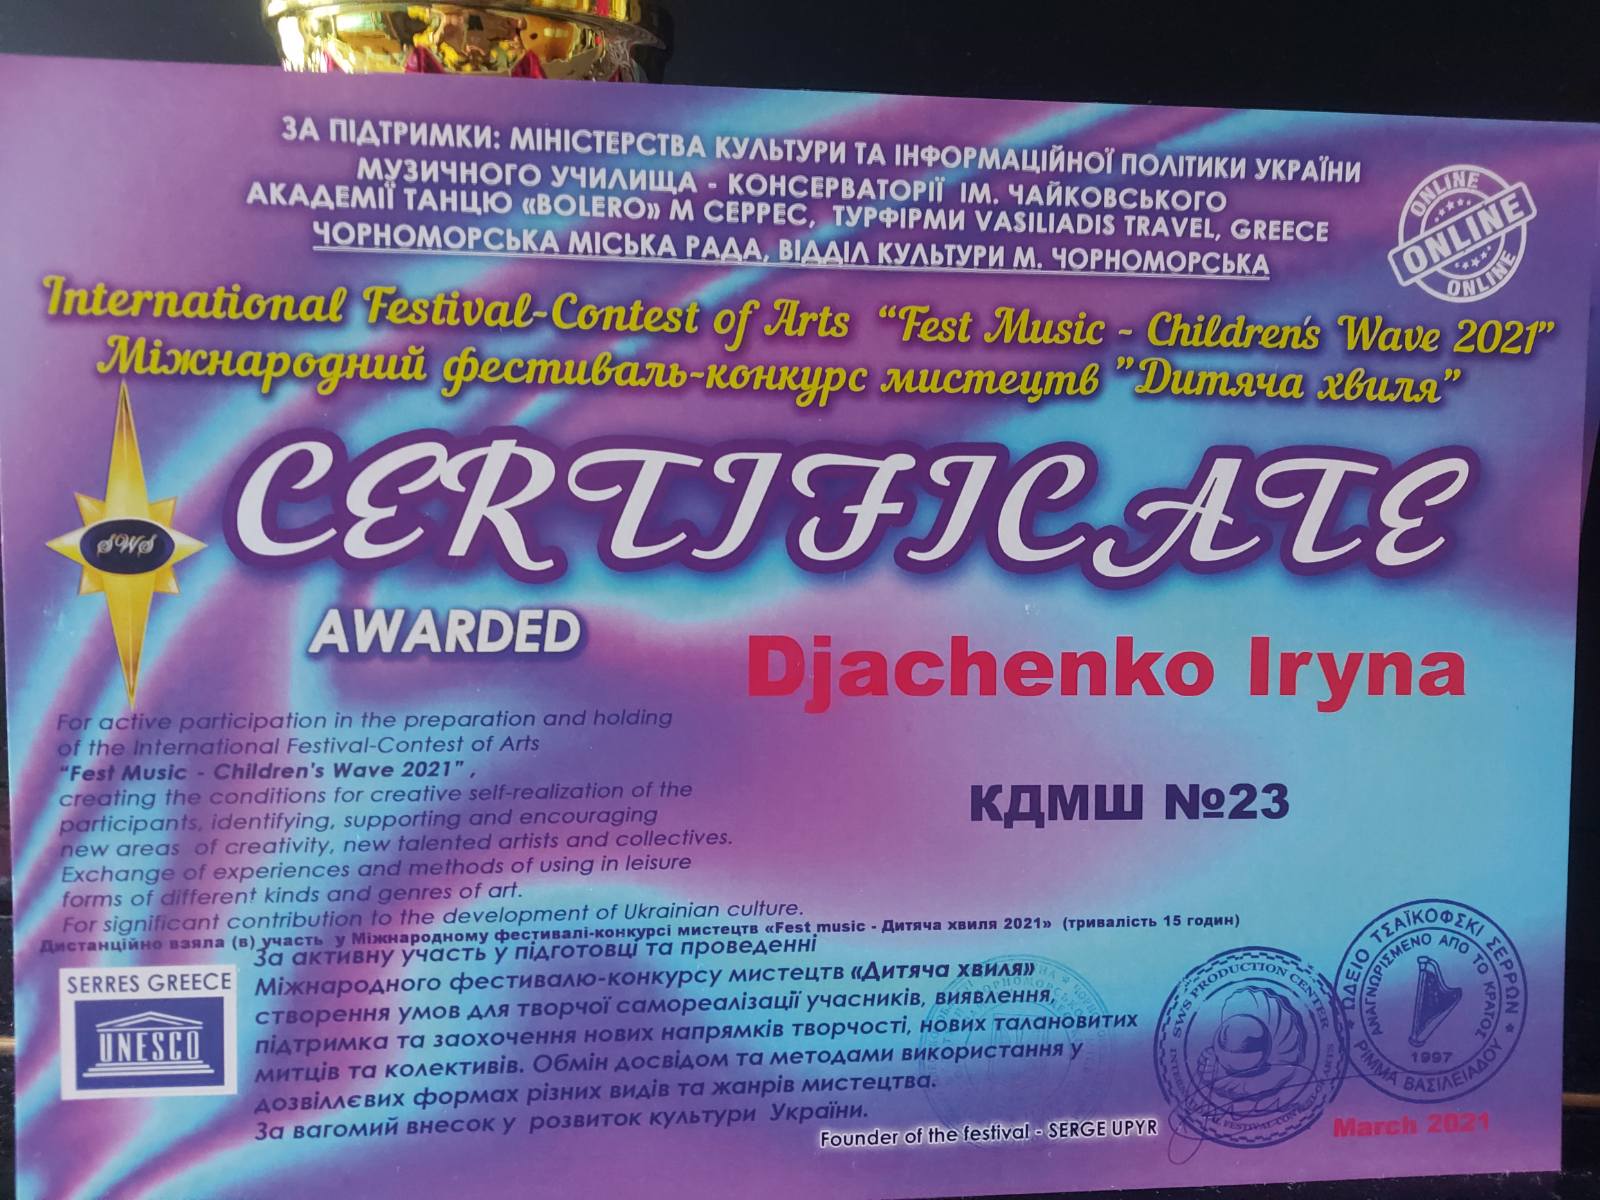 ЗА ПІДТРИМКИ: МІНІСТЕРСТВА КУЛЬТУРИ ТА ІНФОРМАЦІЙНОЇ ПОЛІТИКИ УКРАЇНИ
МУЗИЧНОГО УЧИЛИЩА - КОНСЕРВАТОРІЇ ІМ. ЧАЙКОВСЬКОГО
АКАДЕМІЇ ТАНЦЮ «BOLERO» М СЕРРЕС, ТУРФІРМИ VASILIADIS TRAVEL, GREECE
ЧОРНОМОРСЬКА МІСЬКА РАДА, ВІДДІЛ КУЛЬТУРИ М. ЧОРНОМОРСЬКА
ONLINE
ONLINE
ONLINE
International Festival-Contest of Arts “Fest Music - Children's Wave 2021”
Міжнародний фестиваль-конкурс мистецтв ”Дитяча хвиля”
CERTIFICATE
SWS
AWARDED
Djachenko Iryna
КДМШ №23
For active participation in the preparation and holding
of the International Festival-Contest of Arts
“Fest Music - Children's Wave 2021” ,
creating the conditions for creative self-realization of the
participants, identifying, supporting and encouraging
new areas of creativity, new talented artists and collectives.
Exchange of experiences and methods of using in leisure
forms of different kinds and genres of art.
For significant contribution to the development of Ukrainian culture.
Дистанційно взяла (в) участь у Міжнародному фестивалі-конкурсі мистецтв «Fest music - Дитяча хвиля 2021» (тривалість 15 годин)
За активну участь у підготовці та проведенні
Міжнародного фестивалю-конкурсу мистецтв «Дитяча хвиля»
створення умов для творчої самореалізації учасників, виявлення,
підтримка та заохочення нових напрямків творчості, нових талановитих
митців та колективів. Обмін досвідом та методами використання у
дозвіллєвих формах різних видів та жанрів мистецтва.
За вагомий внесок у розвиток культури України.
SERRES GREECE
UNESCO
Founder of the festival - SERGE UPYR
SWS PRODUCTION CENTER
ΩΔΕΙΟ ΤΣΑΪΚΟΦΣΚΙ ΣΕΡΡΩΝ
ΑΝΑΓΝΩΡΙΣΜΕΝΟ ΑΠΟ ΤΟ ΚΡΑΤΟΣ
1997
ΡΙΜΜΑ ΒΑΣΙΛΕΙΑΔΟΥ
March 2021